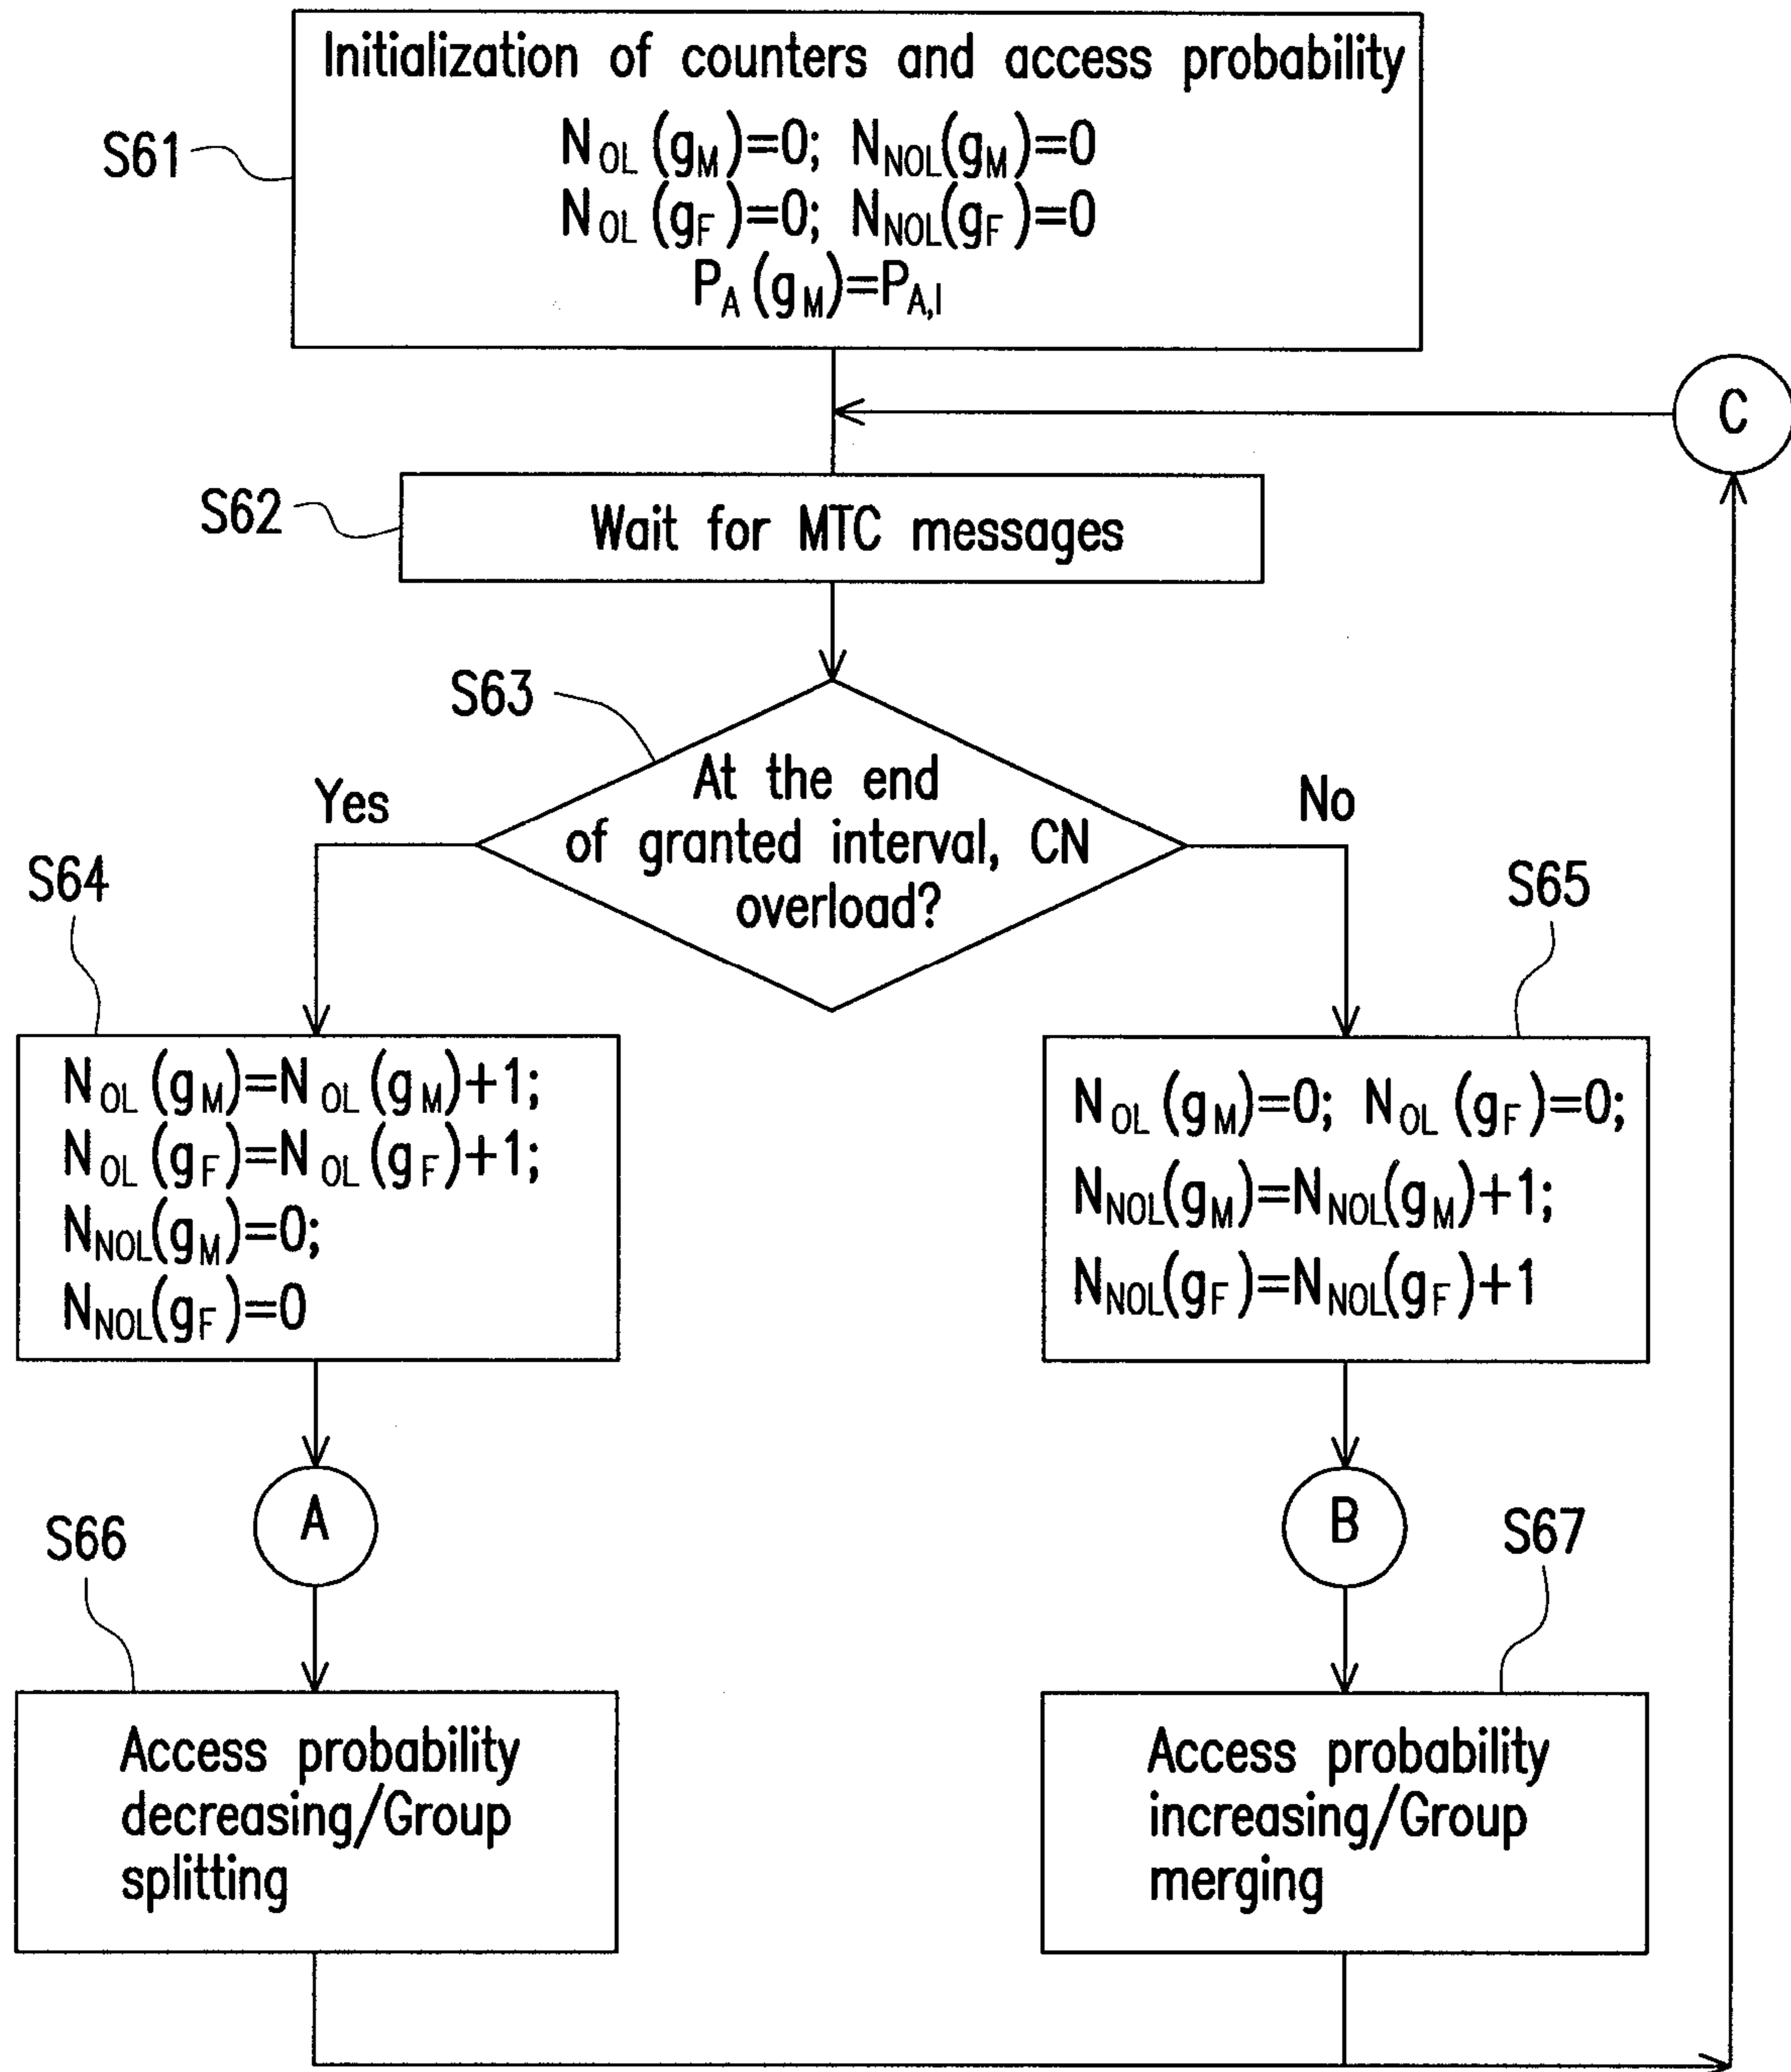 Initialization of counters and access probability
N_OL(g_M)=0; N_NOL(g_M)=0
N_OL(g_F)=0; N_NOL(g_F)=0
P_A(g_M)=P_A,I
S61
C
S62
Wait for MTC messages
S63
At the end
of granted interval, CN
overload?
Yes
No
S64
S65
N_OL(g_M)=N_OL(g_M)+1;
N_OL(g_F)=N_OL(g_F)+1;
N_NOL(g_M)=0;
N_NOL(g_F)=0
N_OL(g_M)=0; N_OL(g_F)=0;
N_NOL(g_M)=N_NOL(g_M)+1;
N_NOL(g_F)=N_NOL(g_F)+1
A
B
S66
S67
Access probability
decreasing/Group
splitting
Access probability
increasing/Group
merging